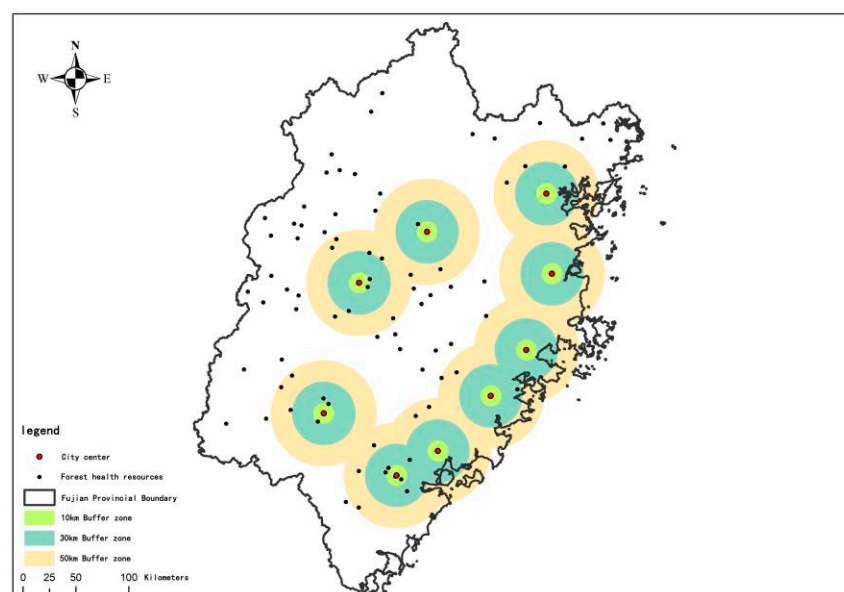 N
W E
S
legend
City center
Forest health resources
Fujian Provincial Boundary
10km Buffer zone
30km Buffer zone
50km Buffer zone
0 25 50 100 Kilometers